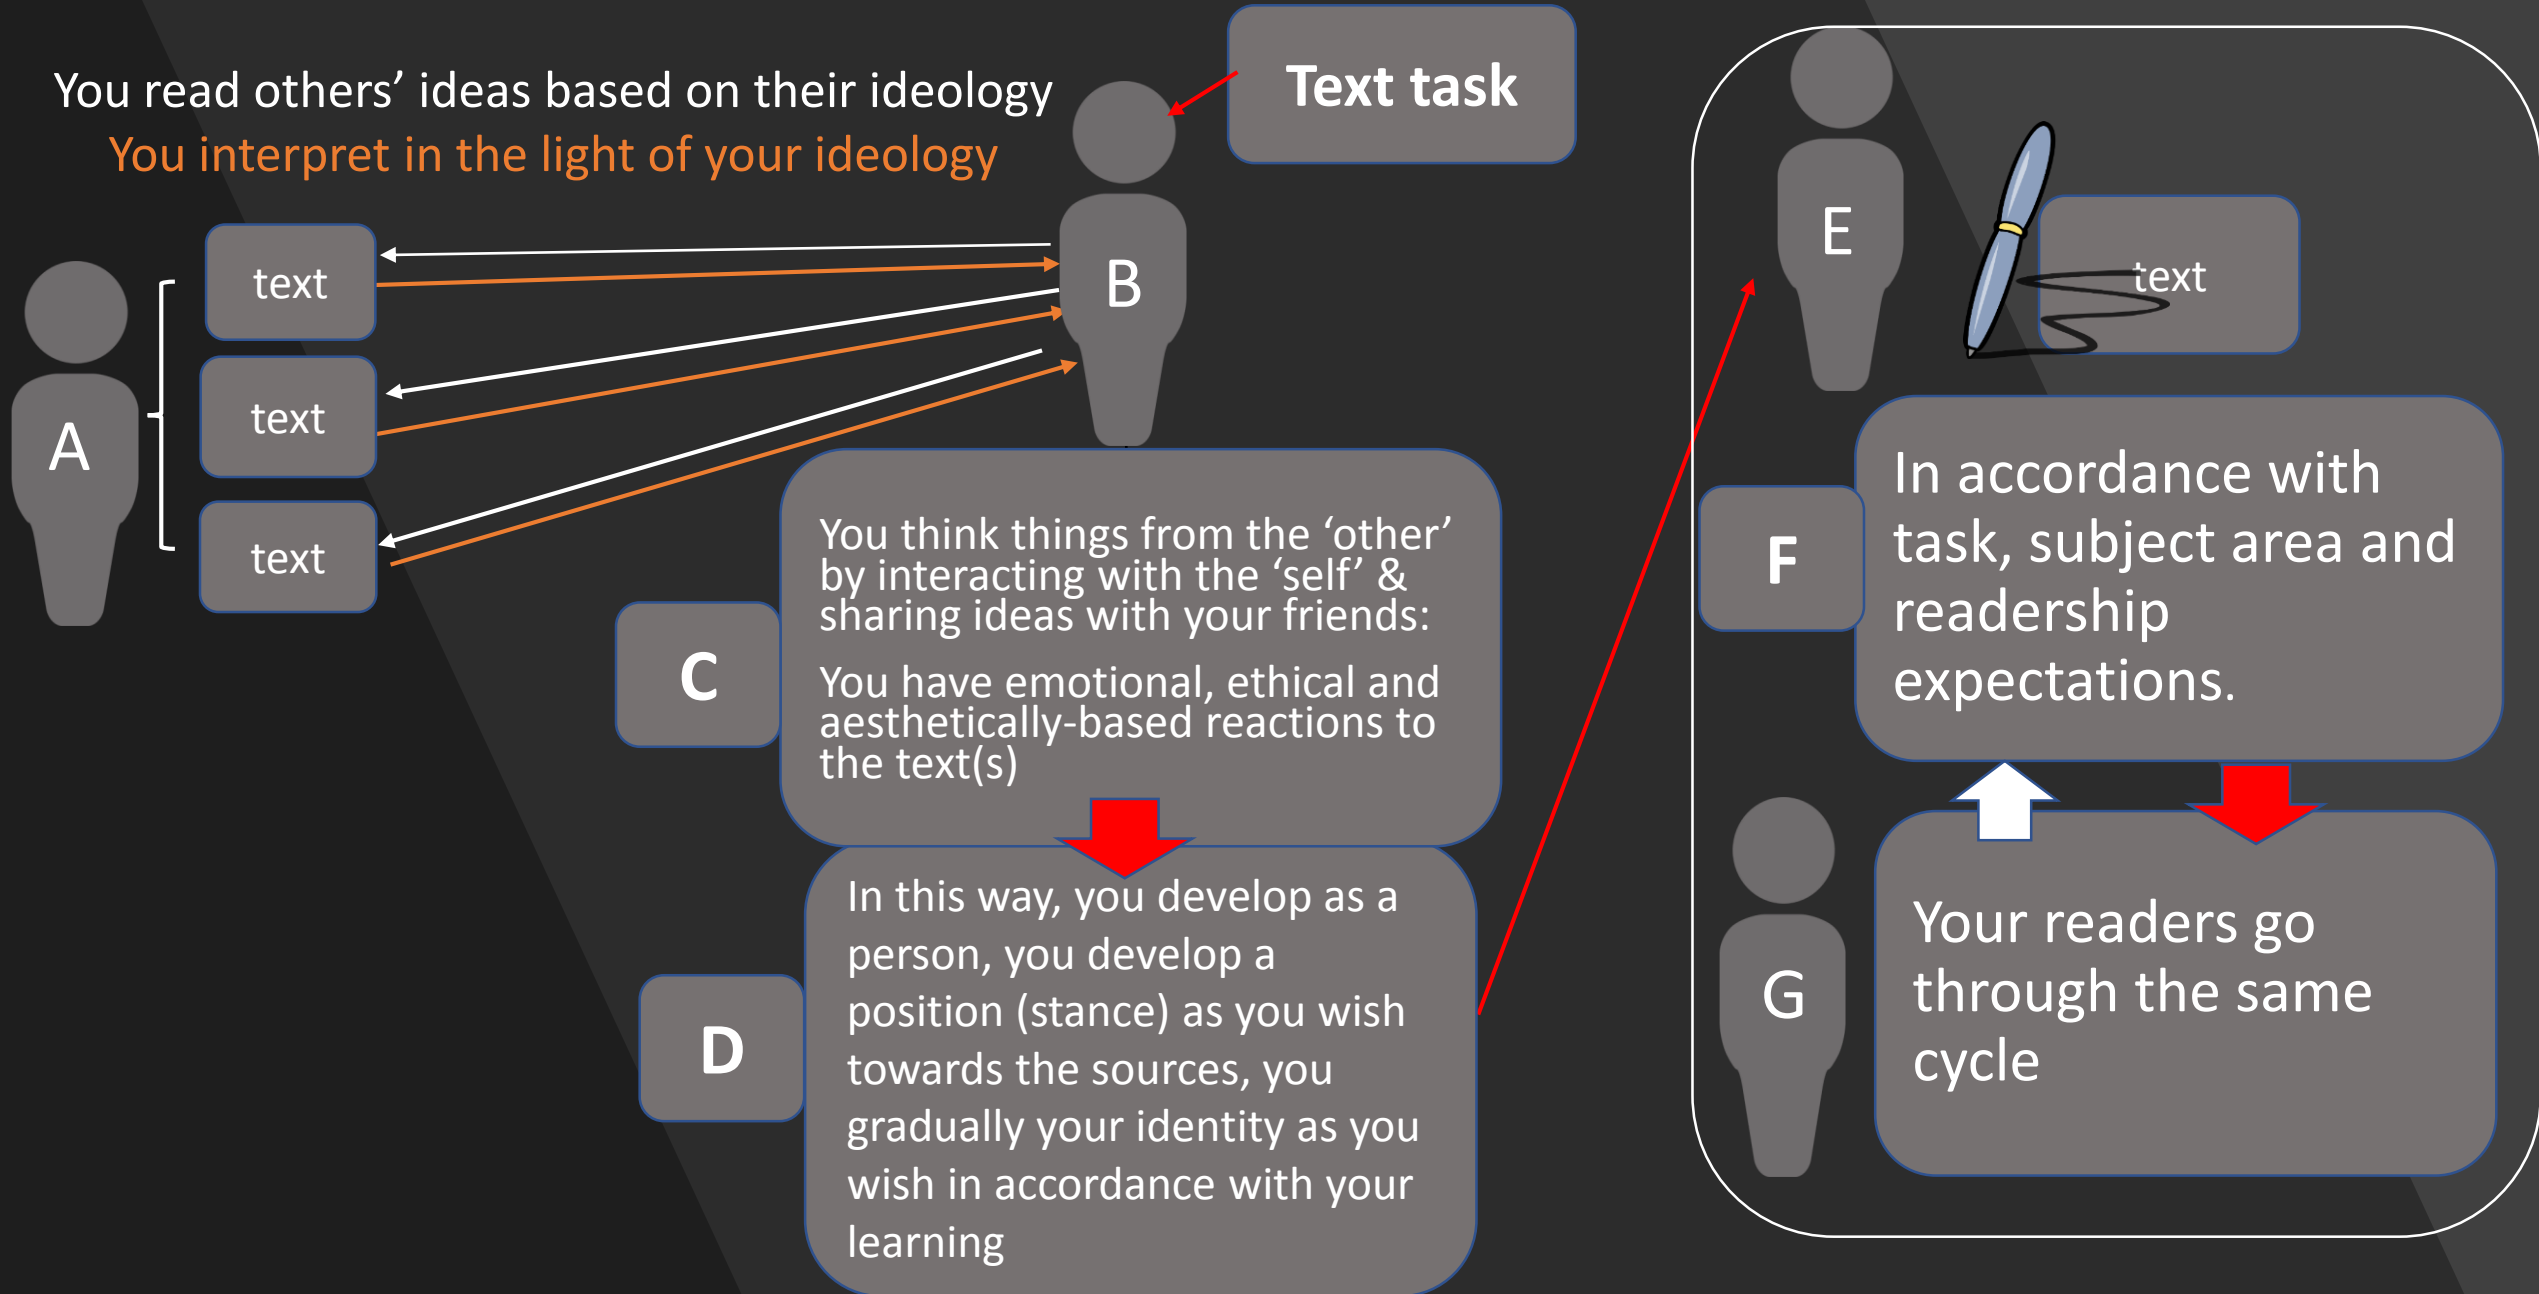 You read others’ ideas based on their ideology
You interpret in the light of your ideology
Text task
A
text
text
text
B
C
You think things from the ‘other’
by interacting with the ‘self’ &
sharing ideas with your friends:
You have emotional, ethical and
aesthetically-based reactions to
the text(s)
D
In this way, you develop as a
person, you develop a
position (stance) as you wish
towards the sources, you
gradually your identity as you
wish in accordance with your
learning
E
text
F
In accordance with
task, subject area and
readership
expectations.
G
Your readers go
through the same
cycle